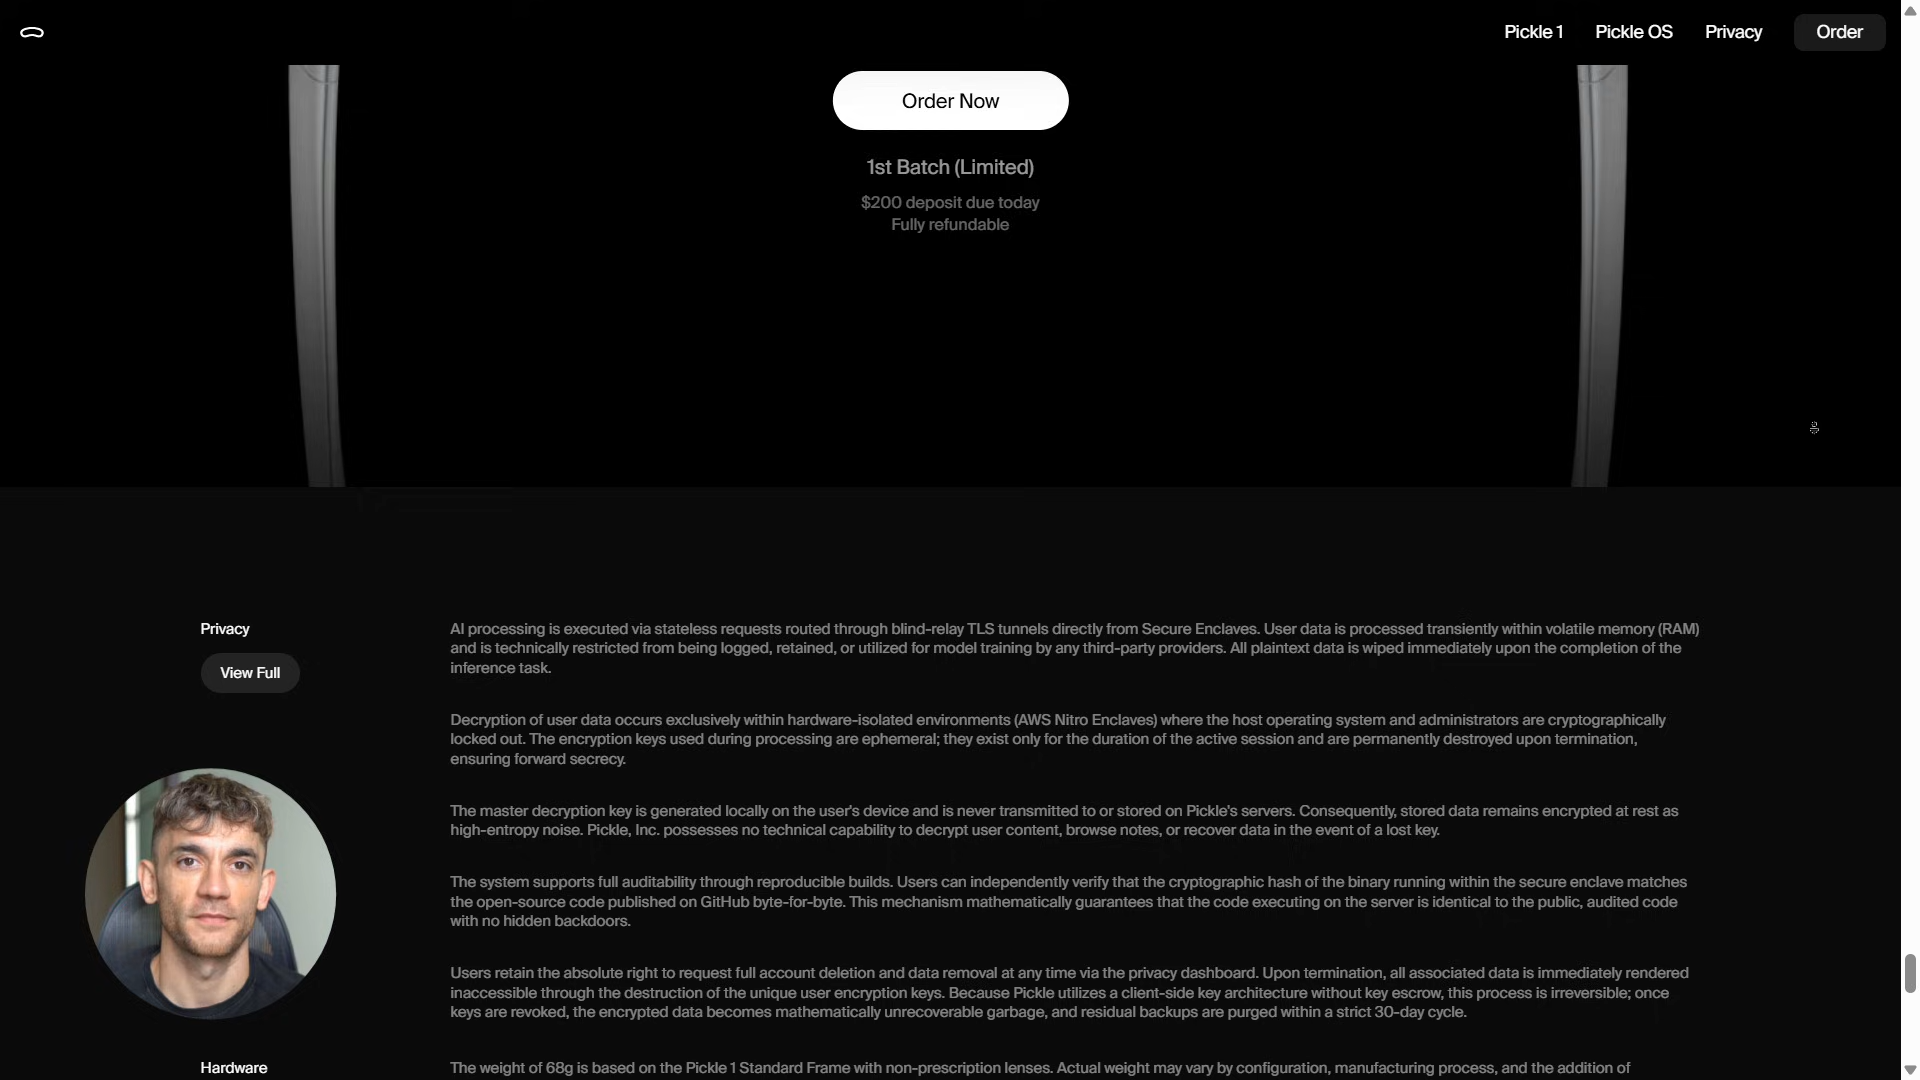 Pickle 1 Pickle OS Privacy Order
Order Now
1st Batch (Limited)
$200 deposit due today
Fully refundable
Privacy
View Full
AI processing is executed via stateless requests routed through blind-relay TLS tunnels directly from Secure Enclaves. User data is processed transiently within volatile memory (RAM)
and is technically restricted from being logged, retained, or utilized for model training by any third-party providers. All plaintext data is wiped immediately upon the completion of the
inference task.
Decryption of user data occurs exclusively within hardware-isolated environments (AWS Nitro Enclaves) where the host operating system and administrators are cryptographically
locked out. The encryption keys used during processing are ephemeral; they exist only for the duration of the active session and are permanently destroyed upon termination,
ensuring forward secrecy.
The master decryption key is generated locally on the user's device and is never transmitted to or stored on Pickle's servers. Consequently, stored data remains encrypted at rest as
high-entropy noise. Pickle, Inc. possesses no technical capability to decrypt user content, browse notes, or recover data in the event of a lost key.
The system supports full auditability through reproducible builds. Users can independently verify that the cryptographic hash of the binary running within the secure enclave matches
the open-source code published on GitHub byte-for-byte. This mechanism mathematically guarantees that the code executing on the server is identical to the public, audited code
with no hidden backdoors.
Users retain the absolute right to request full account deletion and data removal at any time via the privacy dashboard. Upon termination, all associated data is immediately rendered
inaccessible through the destruction of the unique user encryption keys. Because Pickle utilizes a client-side key architecture without key escrow, this process is irreversible; once
keys are revoked, the encrypted data becomes mathematically unrecoverable garbage, and residual backups are purged within a strict 30-day cycle.
Hardware
The weight of 68g is based on the Pickle 1 Standard Frame with non-prescription lenses. Actual weight may vary by configuration, manufacturing process, and the addition of